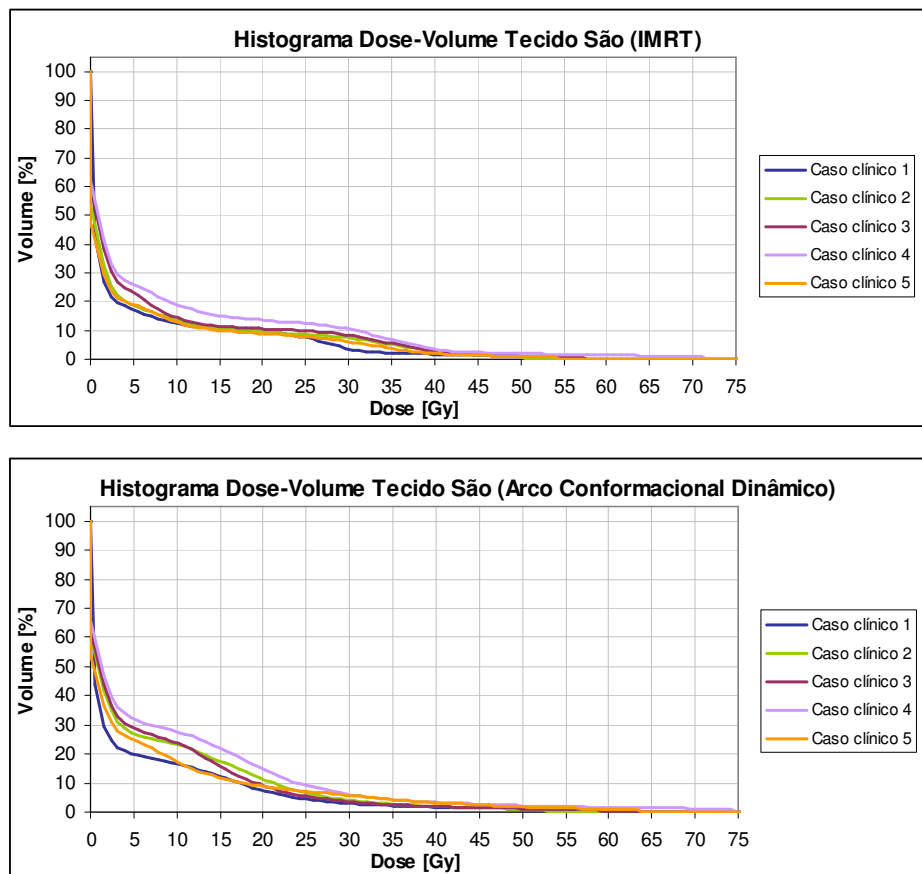 Histograma Dose-Volume Tecido São (IMRT)
100
90
80
70
60
50
40
30
20
10
0
Volume [%]
0 5 10 15 20 25 30 35 40 45 50 55 60 65 70 75
Dose [Gy]
Caso clínico 1
Caso clínico 2
Caso clínico 3
Caso clínico 4
Caso clínico 5
Histograma Dose-Volume Tecido São (Arco Conformacional Dinâmico)
100
90
80
70
60
50
40
30
20
10
0
Volume [%]
0 5 10 15 20 25 30 35 40 45 50 55 60 65 70 75
Dose [Gy]
Caso clínico 1
Caso clínico 2
Caso clínico 3
Caso clínico 4
Caso clínico 5